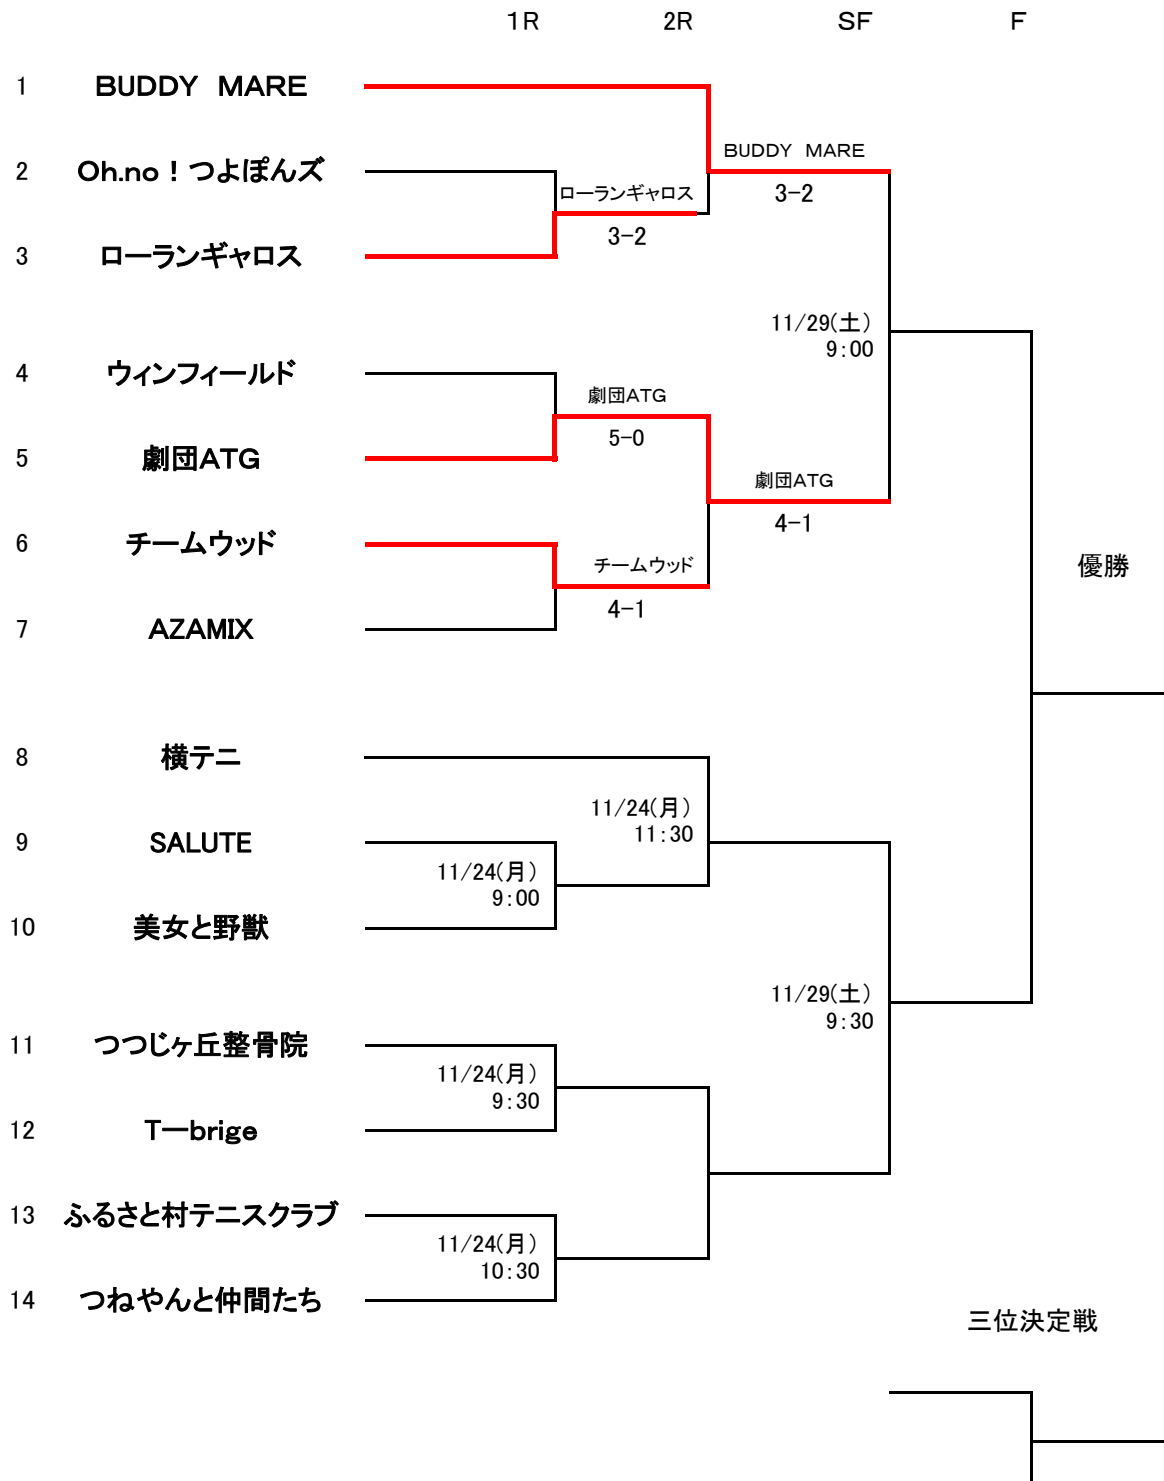 1R 2R SF F
1 BUDDY MARE
BUDDY MARE
2 Oh.no！つよぽんズ
ローランギャロス 3-2
3-2
3 ローランギャロス
11/29(土)
9:00
4 ウィンフィールド
劇団ATG
5-0
5 劇団ATG
劇団ATG
4-1
6 チームウッド
チームウッド
優勝
4-1
7 AZAMIX
8 横テニ
11/24(月)
11:30
9 SALUTE
11/24(月)
9:00
10 美女と野獣
11/29(土)
9:30
11 つつじヶ丘整骨院
11/24(月)
9:30
12 T―brige
13 ふるさと村テニスクラブ
11/24(月)
10:30
14 つねやんと仲間たち
三位決定戦